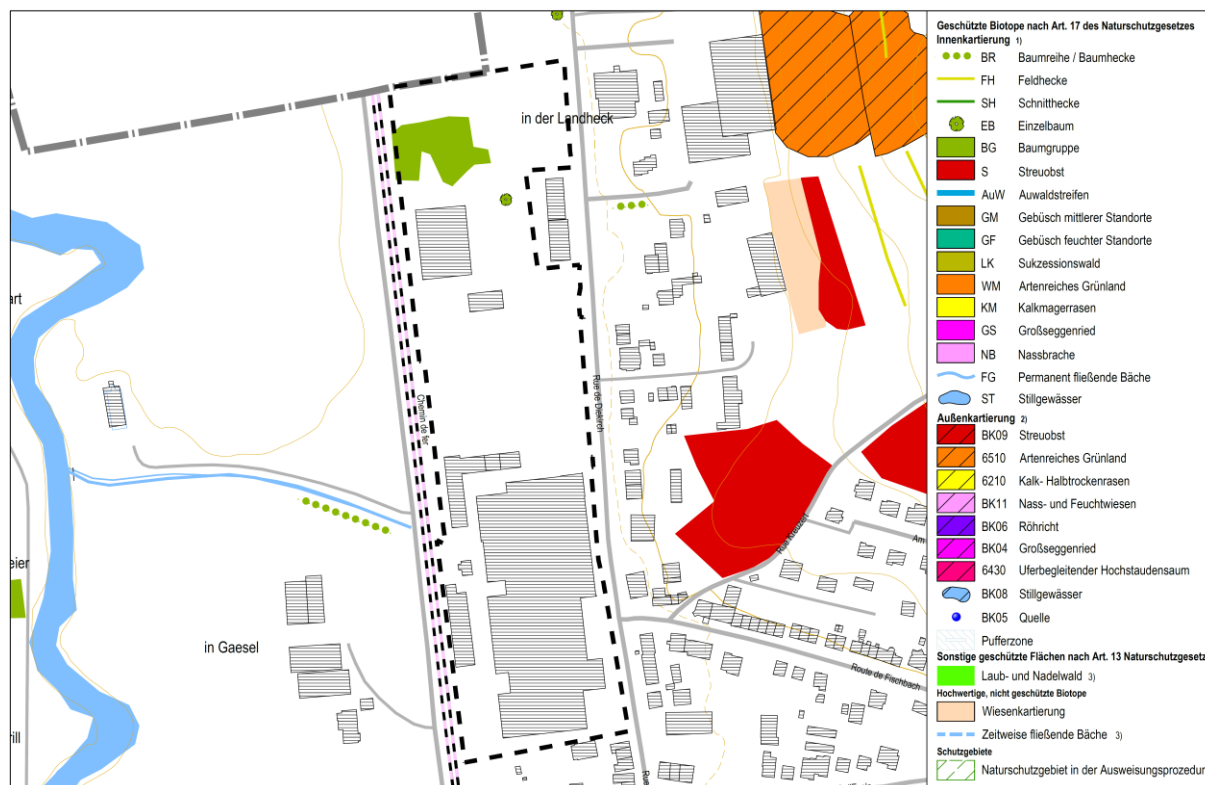 in der Landheck
art
Chemin de fer
Rue de Diekirch
Rue Kreuzerl
Am
eier
in Gaesel
Route de Fischbach
rill
Rue
Geschützte Biotope nach Art. 17 des Naturschutzgesetzes
Innenkartierung 1)
BR Baumreihe / Baumhecke
FH Feldhecke
SH Schnitthecke
EB Einzelbaum
BG Baumgruppe
S Streuobst
AuW Auwaldstreifen
GM Gebüsch mittlerer Standorte
GF Gebüsch feuchter Standorte
LK Sukzessionswald
WM Artenreiches Grünland
KM Kalkmagerrasen
GS Großseggenried
NB Nassbrache
FG Permanent fließende Bäche
ST Stillgewässer
Außenkartierung 2)
BK09 Streuobst
6510 Artenreiches Grünland
6210 Kalk- Halbtrockenrasen
BK11 Nass- und Feuchtwiesen
BK06 Röhricht
BK04 Großseggenried
6430 Uferbegleitender Hochstaudensaum
BK08 Stillgewässer
BK05 Quelle
Pufferzone
Sonstige geschützte Flächen nach Art. 13 Naturschutzgesetz
Laub- und Nadelwald 3)
Hochwertige, nicht geschützte Biotope
Wiesenkartierung
Zeitweise fließende Bäche 3)
Schutzgebiete
Naturschutzgebiet in der Ausweisungsprozedur